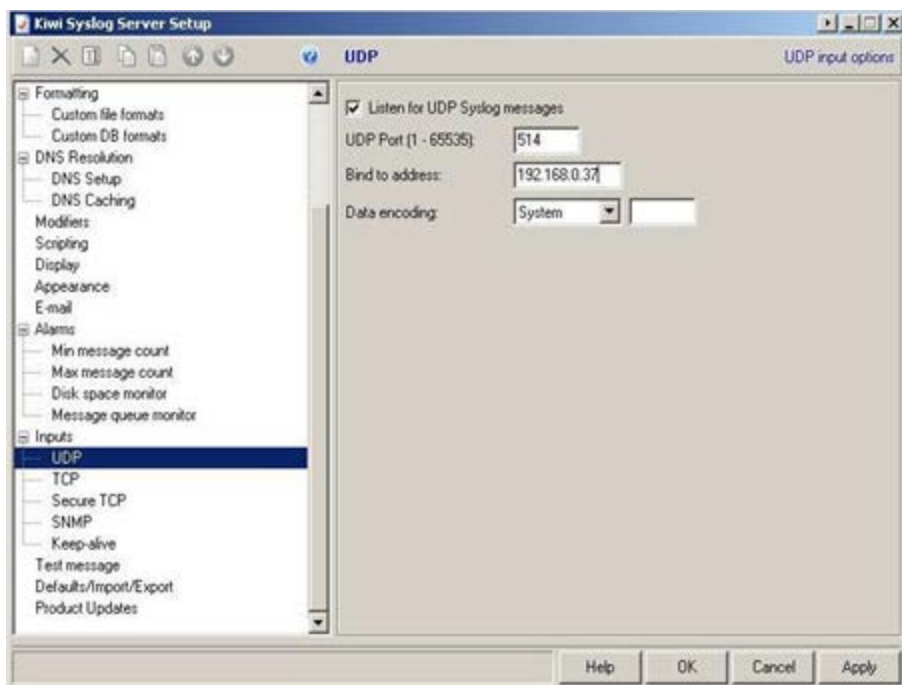 Kiwi Syslog Server Setup
UDP
UDP input options
Formatting
Custom file formats
Custom DB formats
DNS Resolution
DNS Setup
DNS Caching
Modifiers
Scripting
Display
Appearance
E-mail
Alarms
Min message count
Max message count
Disk space monitor
Message queue monitor
Inputs
UDP
TCP
Secure TCP
SNMP
Keep-alive
Test message
Defaults/Import/Export
Product Updates
Listen for UDP Syslog messages
UDP Port (1 - 65535):
514
Bind to address:
192.168.0.37
Data encoding:
System
Help
OK
Cancel
Apply